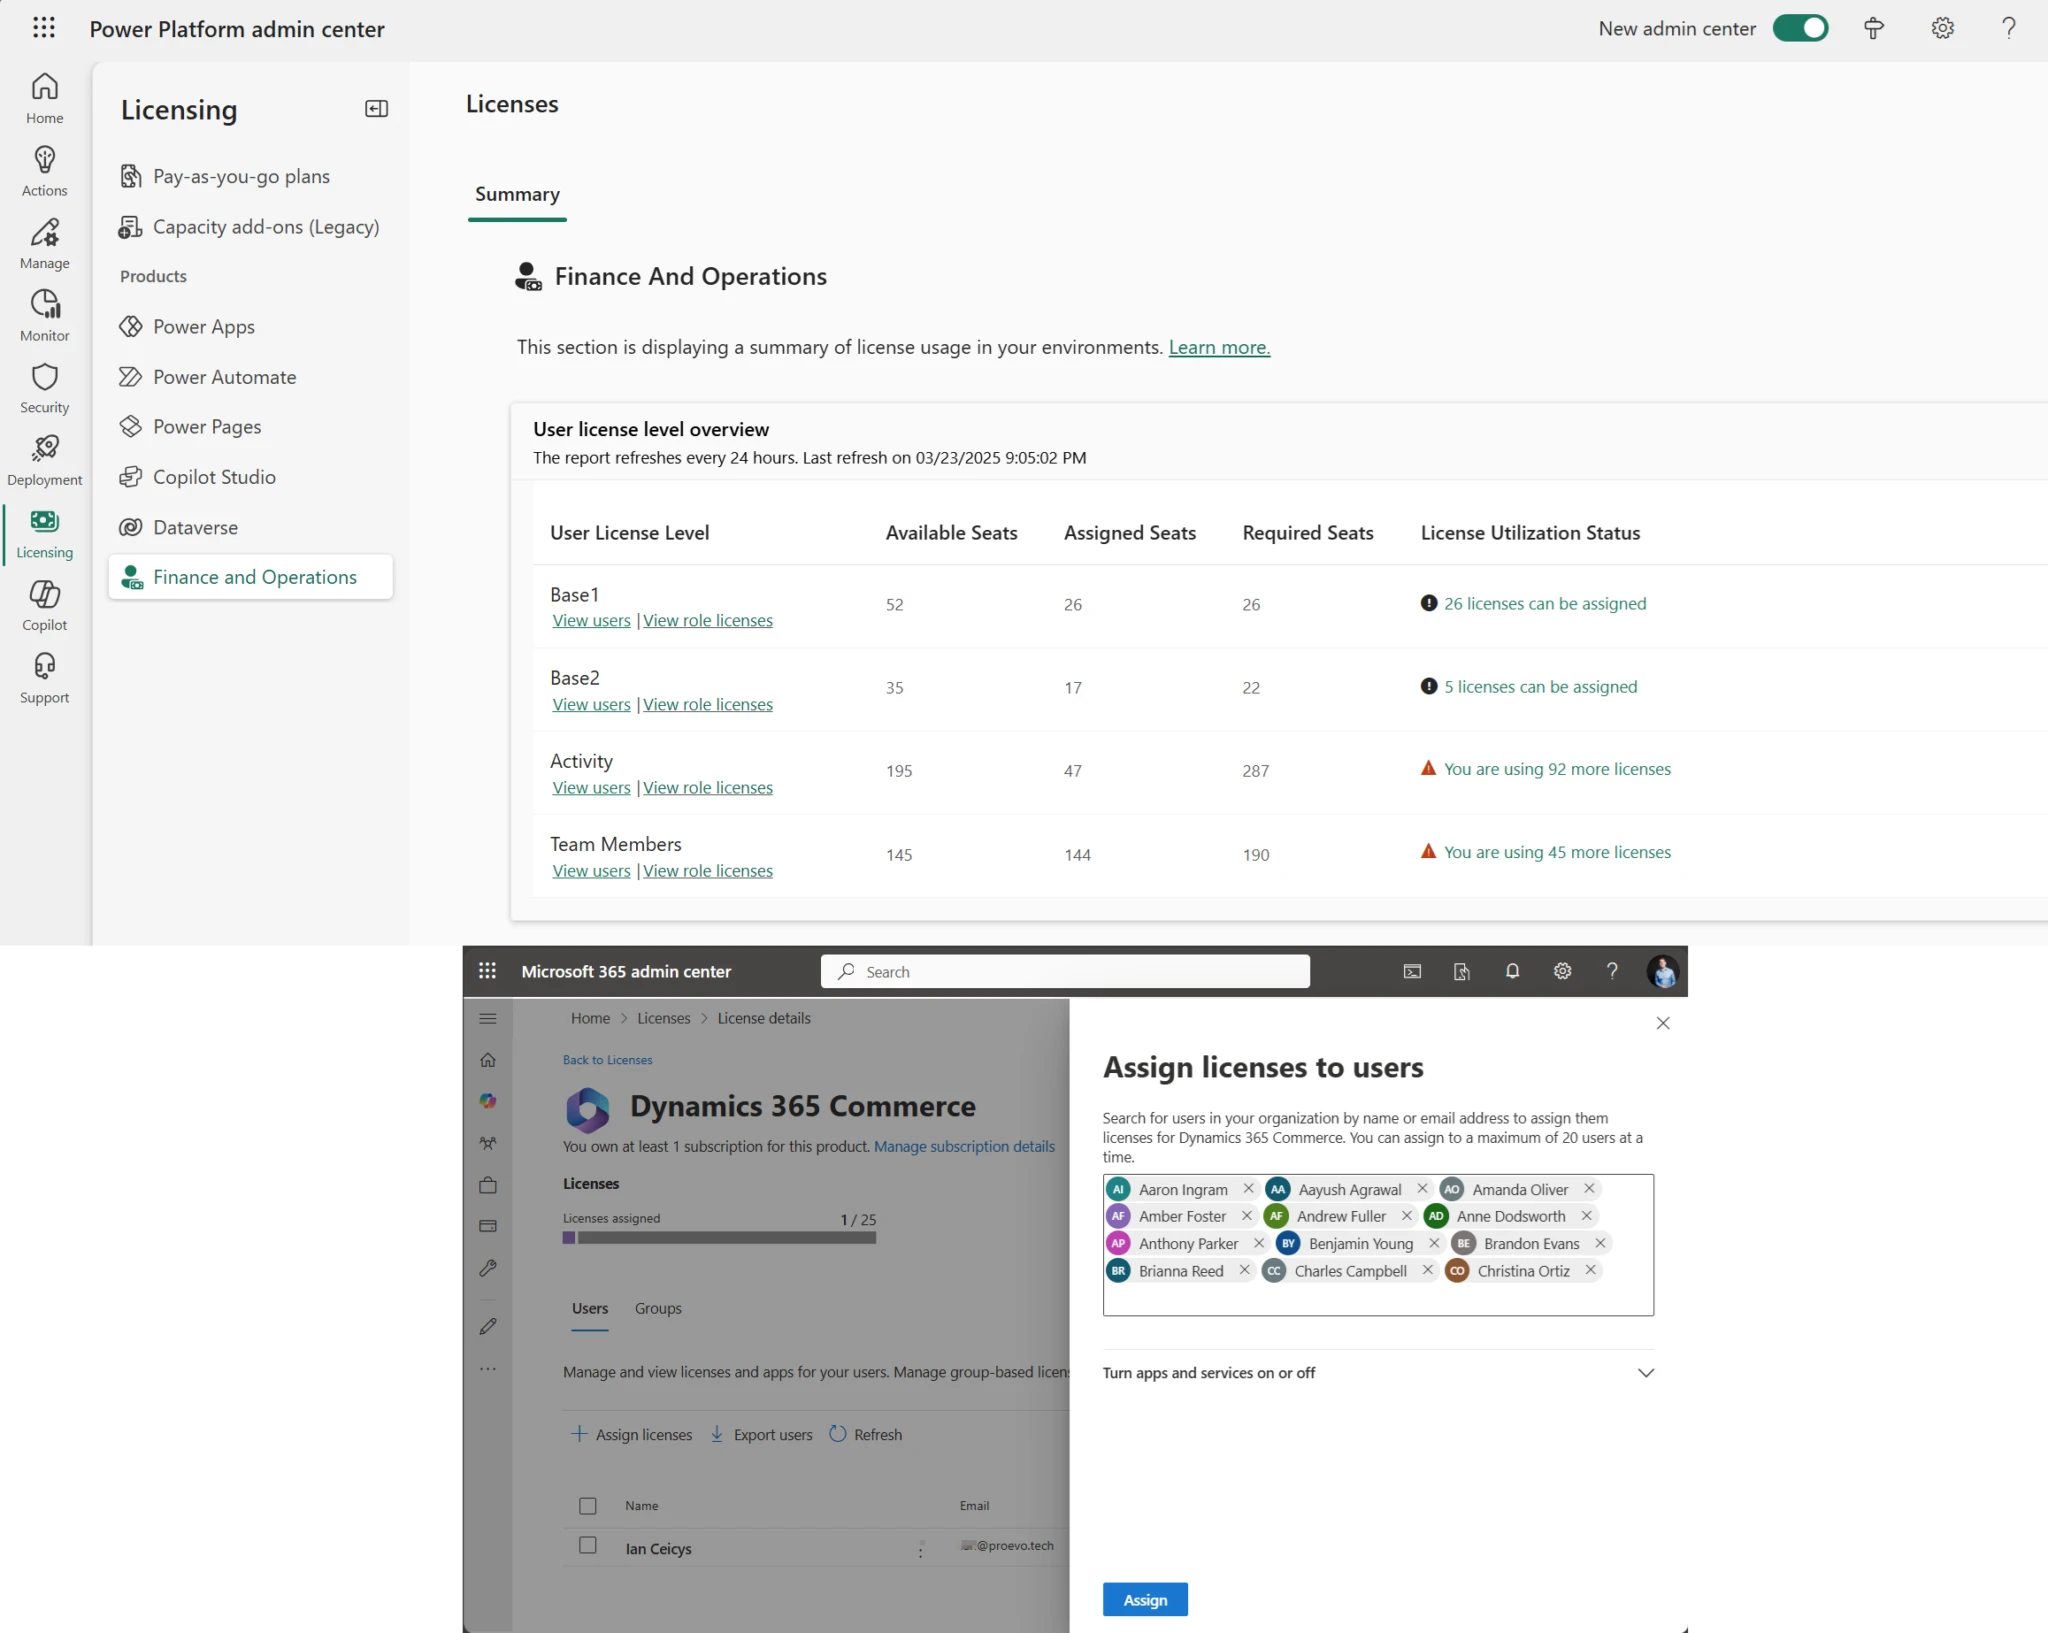 Power Platform admin center
New admin center
Home
Actions
Manage
Monitor
Security
Deployment
Licensing
Copilot
Support
Licensing
Pay-as-you-go plans
Capacity add-ons (Legacy)
Products
Power Apps
Power Automate
Power Pages
Copilot Studio
Dataverse
Finance and Operations
Licenses
Summary
Finance And Operations
This section is displaying a summary of license usage in your environments. Learn more.
User license level overview
The report refreshes every 24 hours. Last refresh on 03/23/2025 9:05:02 PM
User License Level Available Seats Assigned Seats Required Seats License Utilization Status
Base1
View users | View role licenses
52 26 26 26 licenses can be assigned
Base2
View users | View role licenses
35 17 22 5 licenses can be assigned
Activity
View users | View role licenses
195 47 287 You are using 92 more licenses
Team Members
View users | View role licenses
145 144 190 You are using 45 more licenses
Microsoft 365 admin center
Search
Home > Licenses > License details
Back to Licenses
Dynamics 365 Commerce
You own at least 1 subscription for this product. Manage subscription details
Licenses
Licenses assigned 1 / 25
Users Groups
Manage and view licenses and apps for your users. Manage group-based licen
Assign licenses Export users Refresh
Name Email
Ian Ceicys @proevo.tech
Assign licenses to users
Search for users in your organization by name or email address to assign them
licenses for Dynamics 365 Commerce. You can assign to a maximum of 20 users at a
time.
AI Aaron Ingram AA Aayush Agrawal AO Amanda Oliver
AF Amber Foster AF Andrew Fuller AD Anne Dodsworth
AP Anthony Parker BY Benjamin Young BE Brandon Evans
BR Brianna Reed CC Charles Campbell CO Christina Ortiz
Turn apps and services on or off
Assign